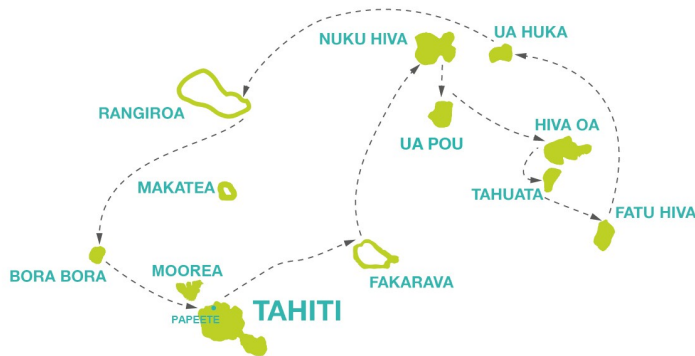 UA HUKA
NUKU HIVA
RANGIROA
HIVA OA
UA POU
MAKATEA
TAHUATA
FATU HIVA
BORA BORA
MOOREA
FAKARAVA
TAHITI
PAPEETE